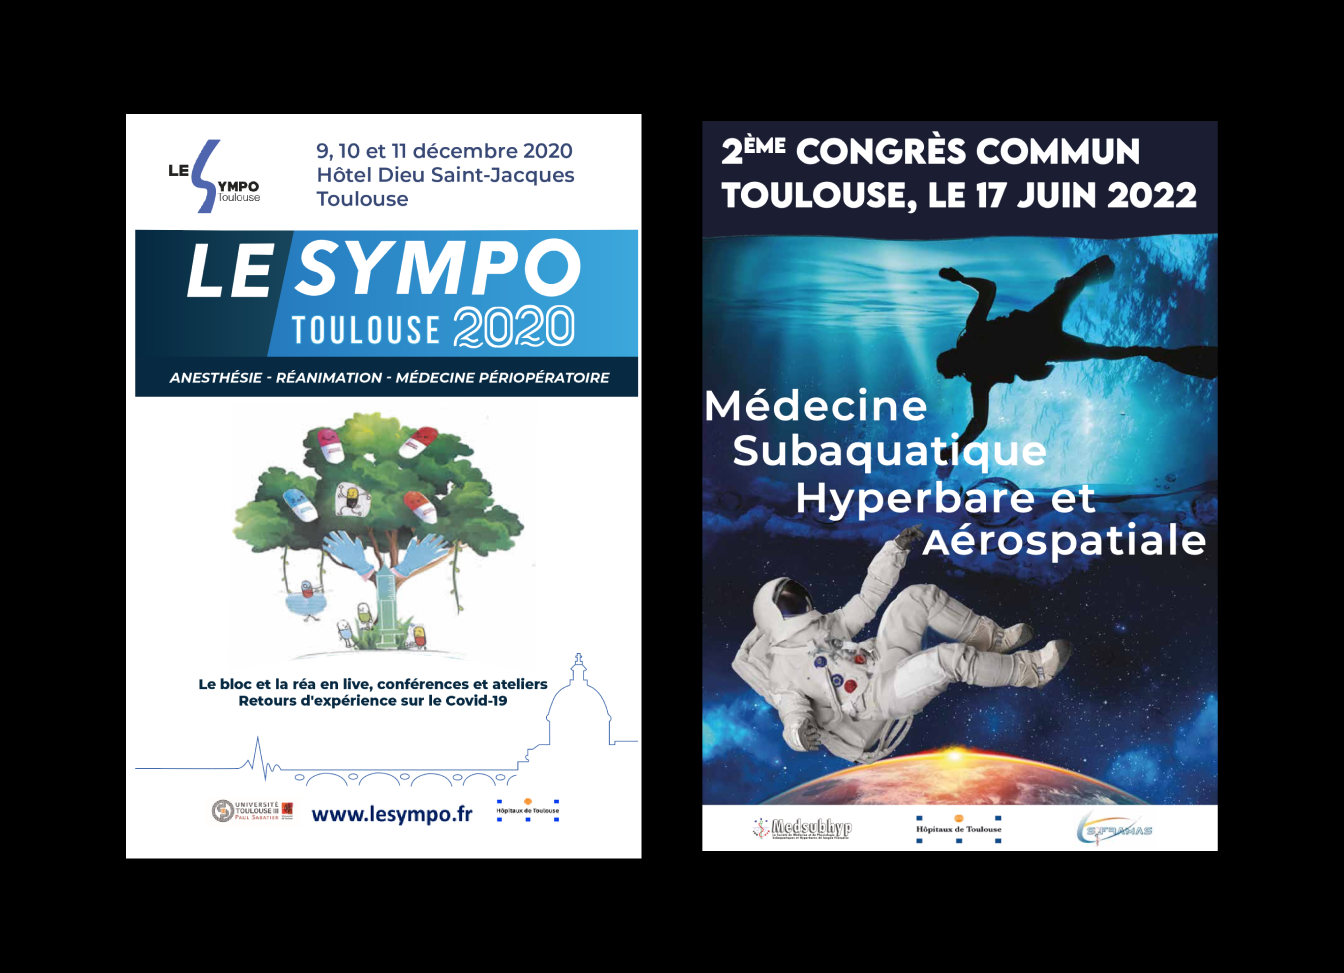 LE
YMPO
Toulouse
9, 10 et 11 décembre 2020
Hôtel Dieu Saint-Jacques
Toulouse
LE SYMPO
TOULOUSE 2020
ANESTHÉSIE - RÉANIMATION - MÉDECINE PÉRIOPÉRATOIRE
Le bloc et la réa en live, conférences et ateliers
Retours d'expérience sur le Covid-19
UNIVERSITÉ
TOULOUSE III
PAUL SABATIER
www.lesympo.fr
Hôpitaux de Toulouse
2ÈME CONGRÈS COMMUN
TOULOUSE, LE 17 JUIN 2022
Médecine
Subaquatique
Hyperbare et
Aérospatiale
Medsubhyp
Hôpitaux de Toulouse